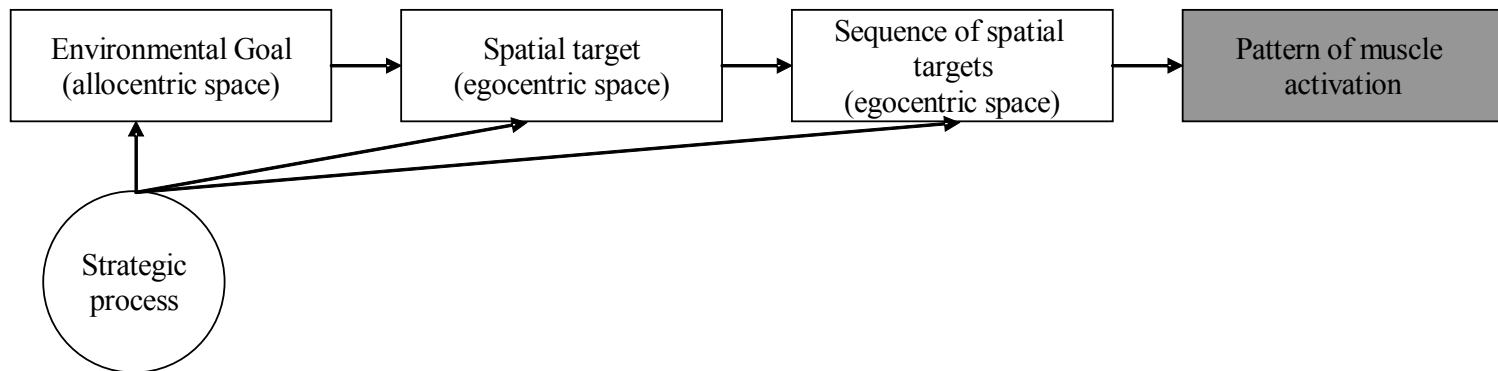 Environmental Goal
(allocentric space)
Spatial target
(egocentric space)
Sequence of spatial
targets
(egocentric space)
Pattern of muscle
activation
Strategic
process